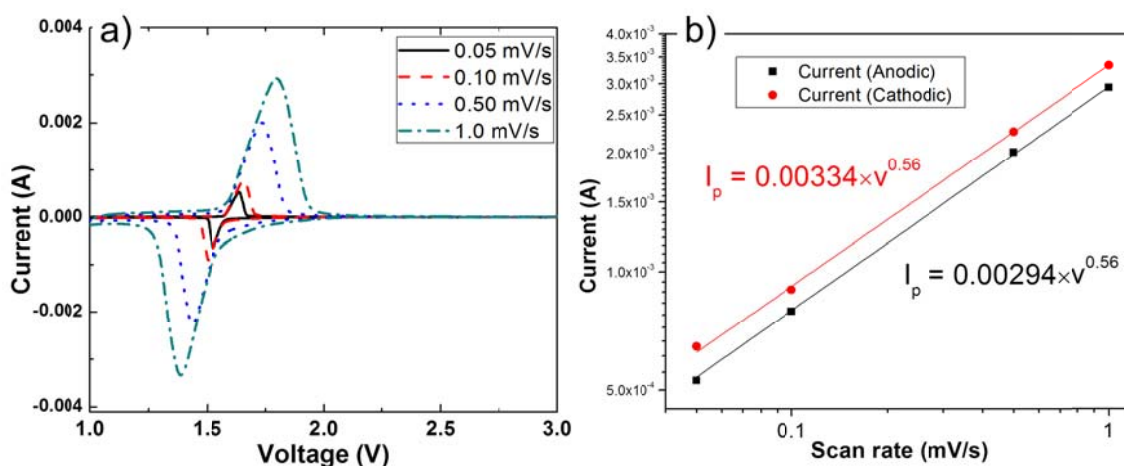 a)
0.004
0.002
0.000
-0.002
-0.004
Current (A)
1.0
1.5
2.0
2.5
3.0
Voltage (V)
0.05 mV/s
0.10 mV/s
0.50 mV/s
1.0 mV/s
b)
4.0x10⁻³
3.5x10⁻³
3.0x10⁻³
2.5x10⁻³
2.0x10⁻³
1.5x10⁻³
1.0x10⁻³
5.0x10⁻⁴
Current (A)
Current (Anodic)
Current (Cathodic)
Iₚ = 0.00334×v⁰·⁵⁶
Iₚ = 0.00294×v⁰·⁵⁶
0.1
1
Scan rate (mV/s)